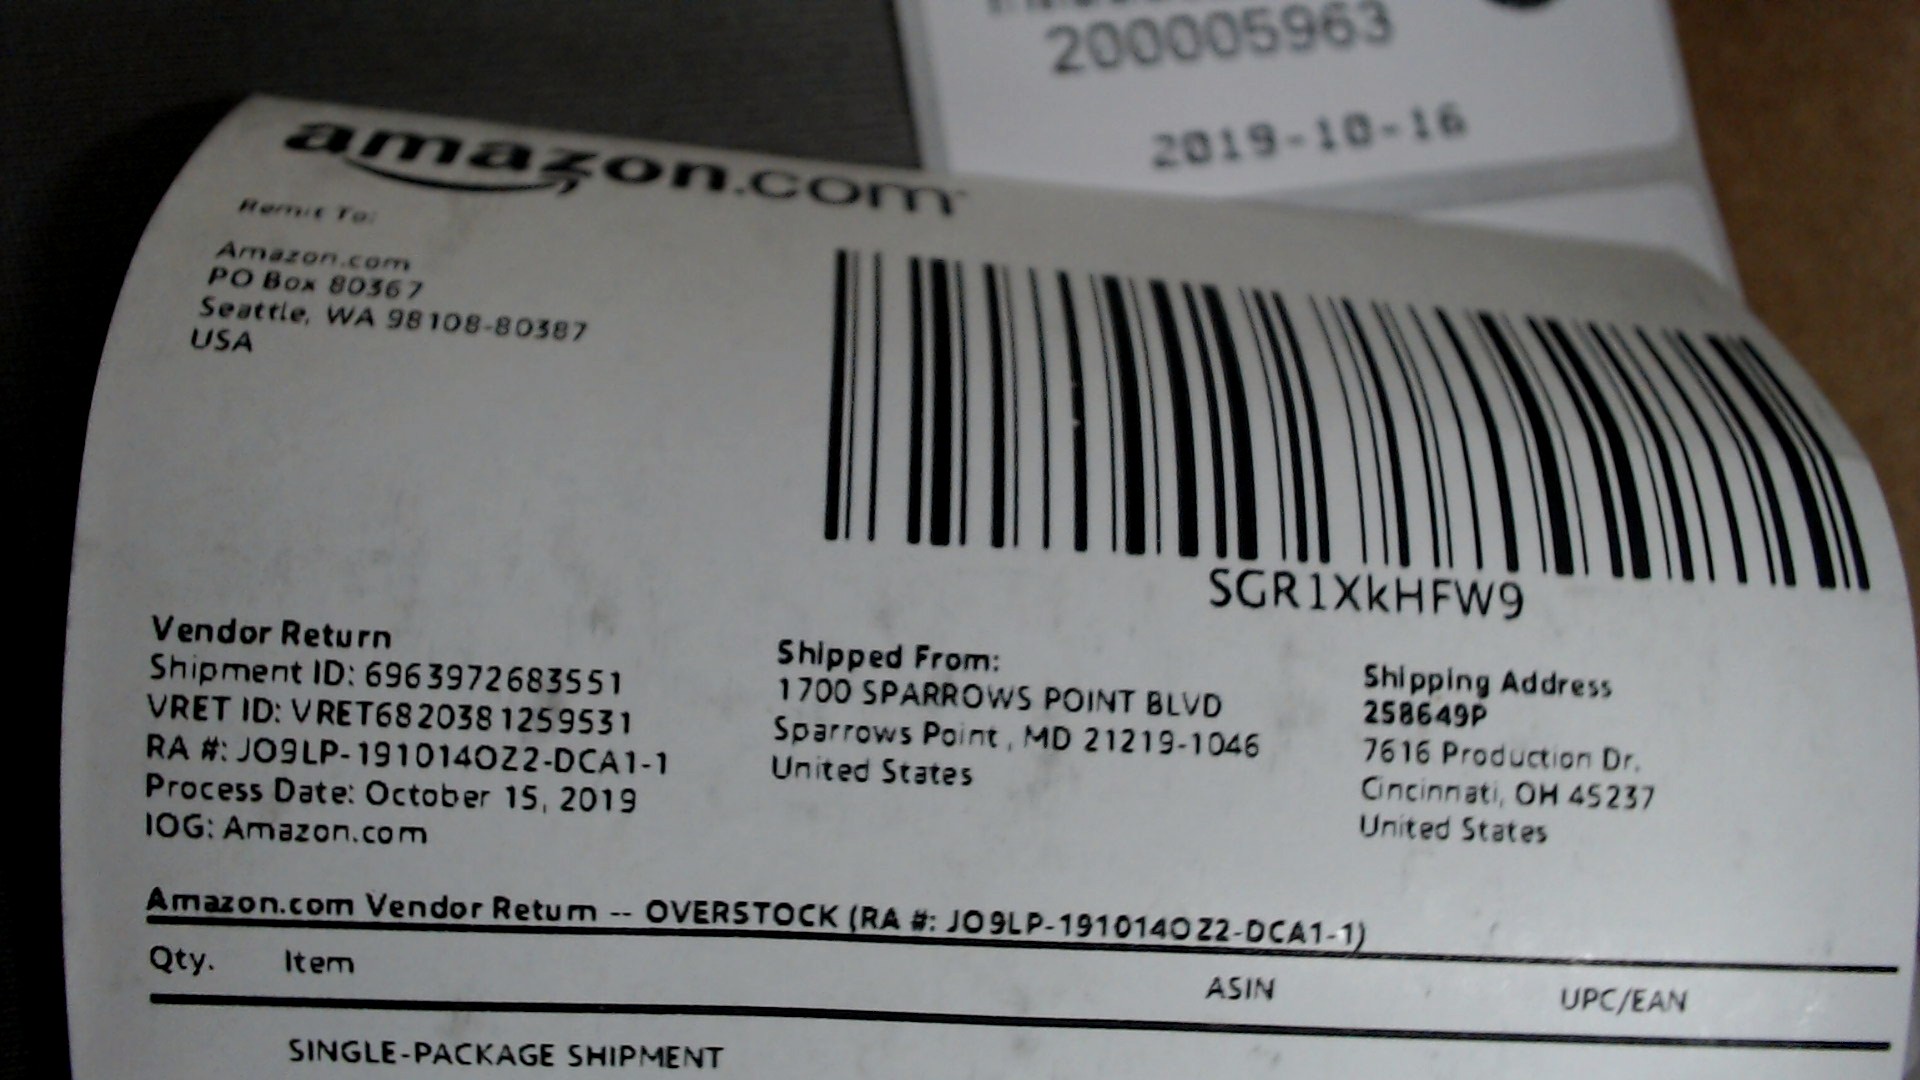 200005963
2019-10-16
amazon.com
Remit To:
Amazon.com
PO Box 80367
Seattle, WA 98108-80387
USA
SGR1XkHFW9
Vendor Return
Shipment ID: 6963972683551
VRET ID: VRET6820381259531
RA #: JO9LP-191014OZ2-DCA1-1
Process Date: October 15, 2019
IOG: Amazon.com
Shipped From:
1700 SPARROWS POINT BLVD
Sparrows Point, MD 21219-1046
United States
Shipping Address
258649P
7616 Production Dr.
Cincinnati, OH 45237
United States
Amazon.com Vendor Return -- OVERSTOCK (RA #: JO9LP-191014OZ2-DCA1-1)
Qty. Item ASIN UPC/EAN
SINGLE-PACKAGE SHIPMENT